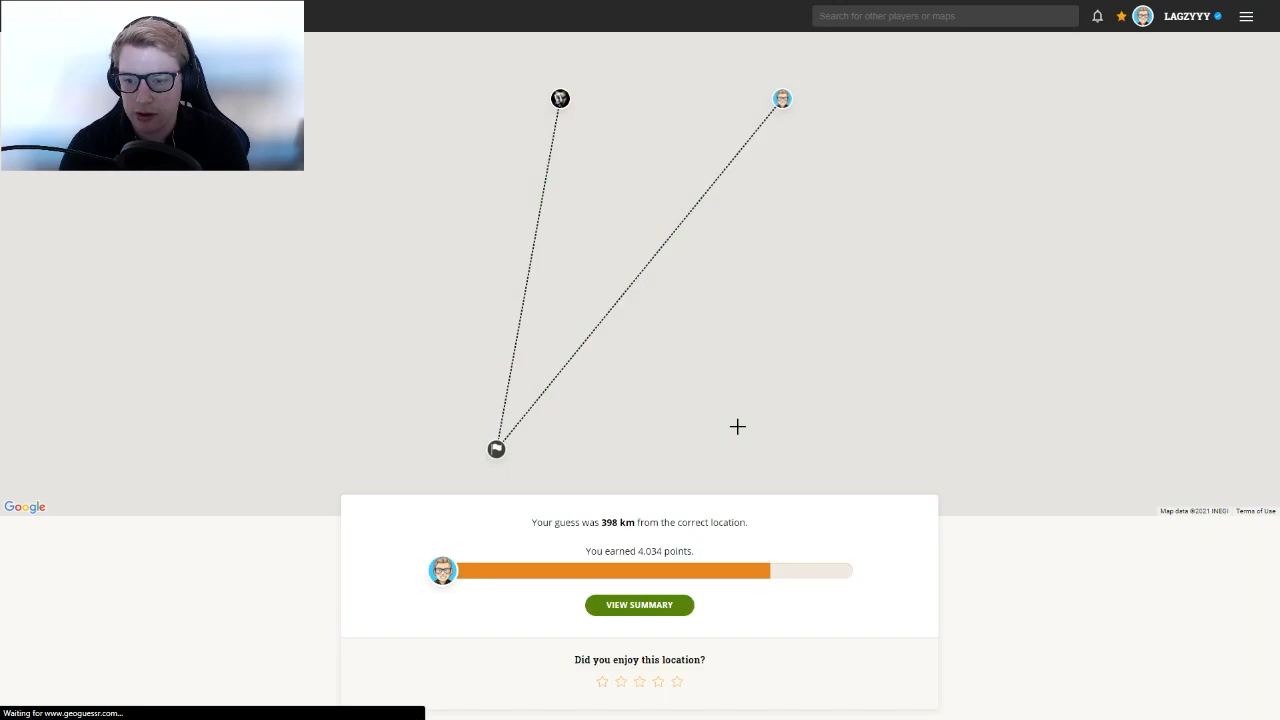 Search for other players or maps
LAGZYYY
Google
Map data ©2021 INEGI
Terms of Use
Your guess was 398 km from the correct location.
You earned 4.034 points.
VIEW SUMMARY
Did you enjoy this location?
Waiting for www.geoguessr.com...